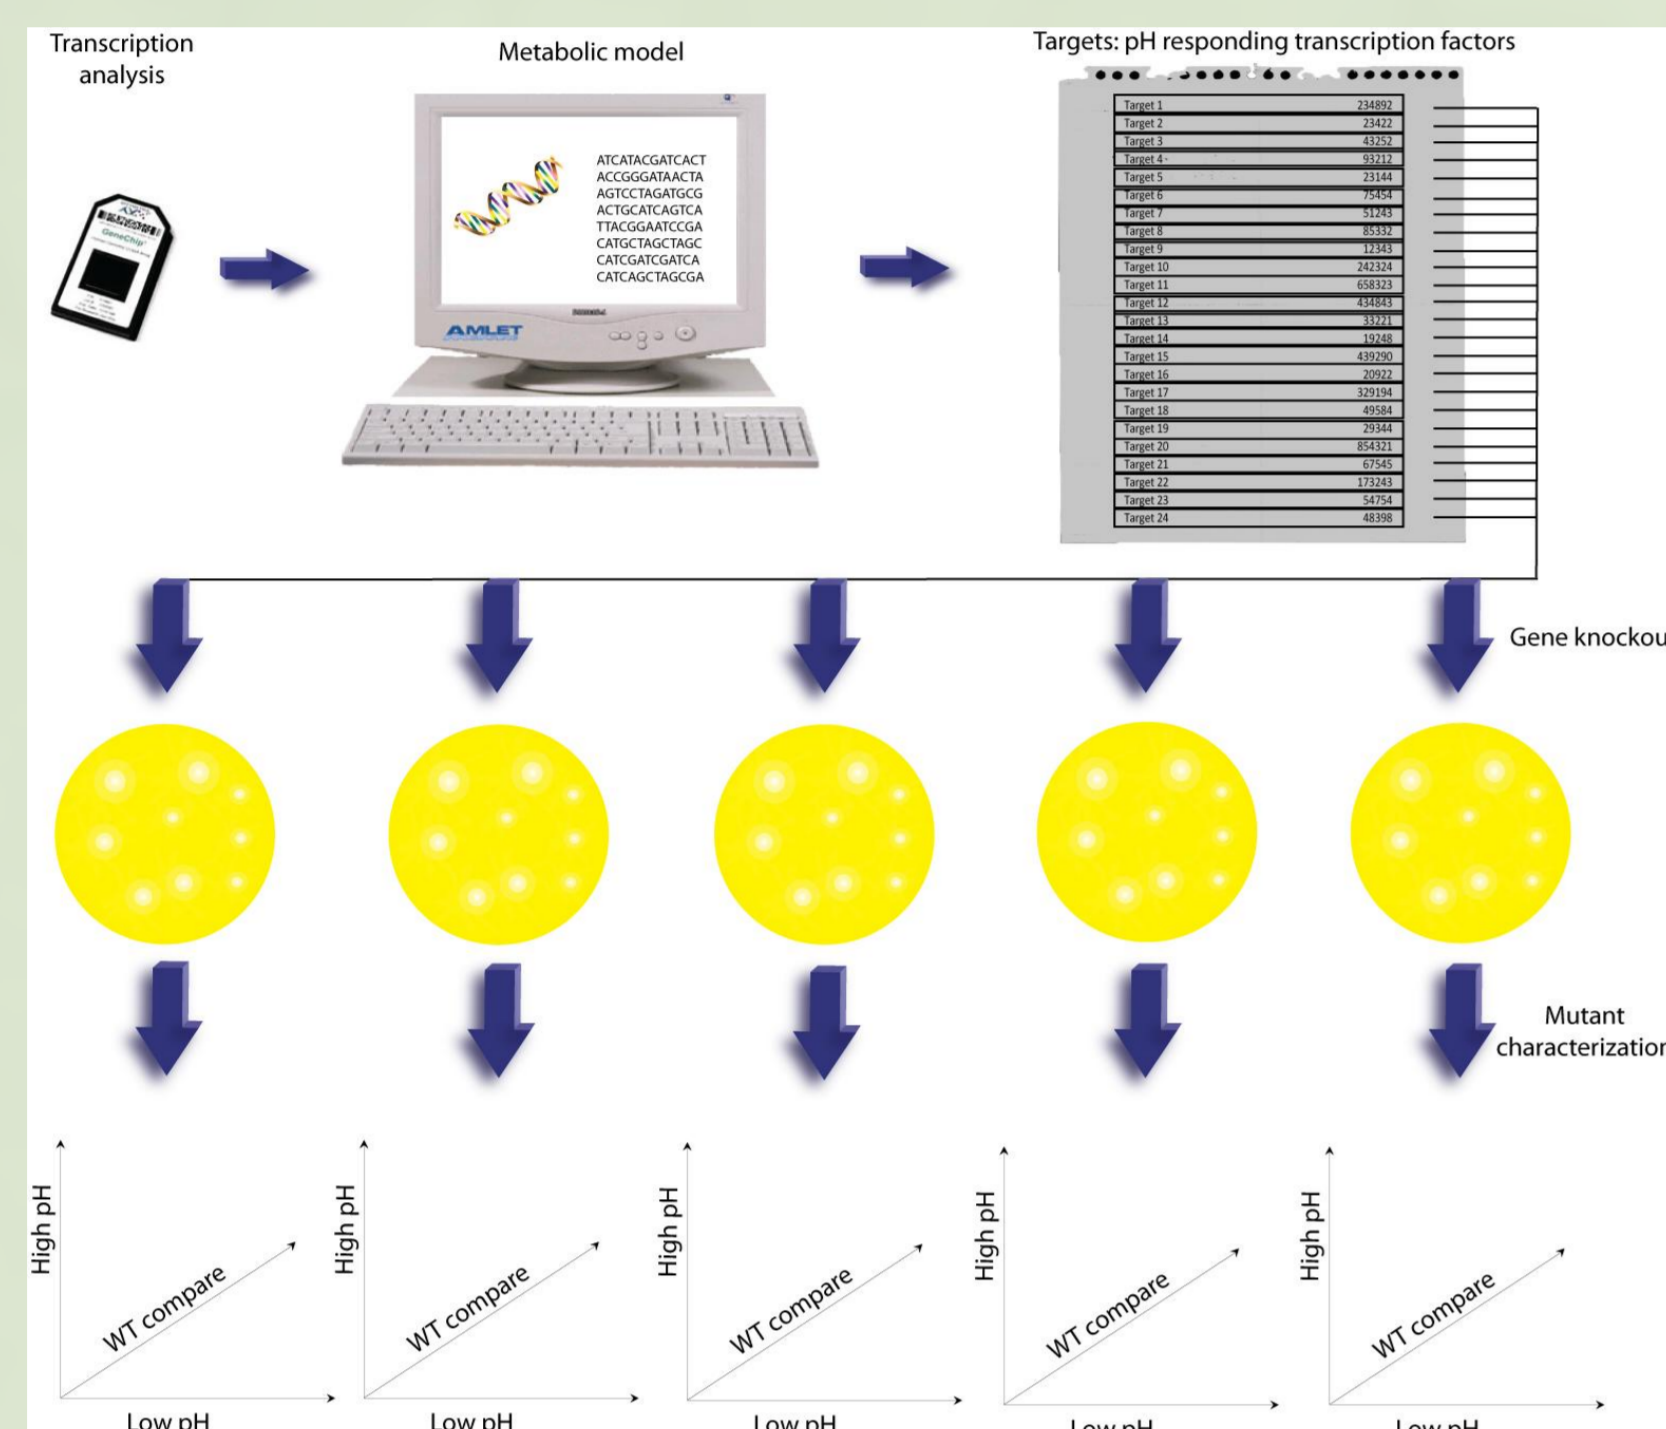 Transcription
analysis
Metabolic model
Targets: pH responding transcription factors
GeneChip
ATCATACGATCACT
ACCGGGATAACTA
AGTCCTAGATGCG
ACTGCATCAGTCA
TTACGGAATCCGA
CATGCTAGCTAGC
CATCGATCGATCA
CATCAGCTAGCGA
AMLET
Target 1 234892
Target 2 23422
Target 3 43252
Target 4 93212
Target 5 23144
Target 6 75454
Target 7 51243
Target 8 85332
Target 9 12343
Target 10 242324
Target 11 658323
Target 12 434843
Target 13 33221
Target 14 19248
Target 15 439290
Target 16 20922
Target 17 329194
Target 18 49584
Target 19 29344
Target 20 854321
Target 21 67545
Target 22 173243
Target 23 54754
Target 24 48398
Gene knockou
Mutant
characterization
High pH
WT compare
Low pH
High pH
WT compare
Low pH
High pH
WT compare
Low pH
High pH
WT compare
Low pH
High pH
WT compare
Low pH